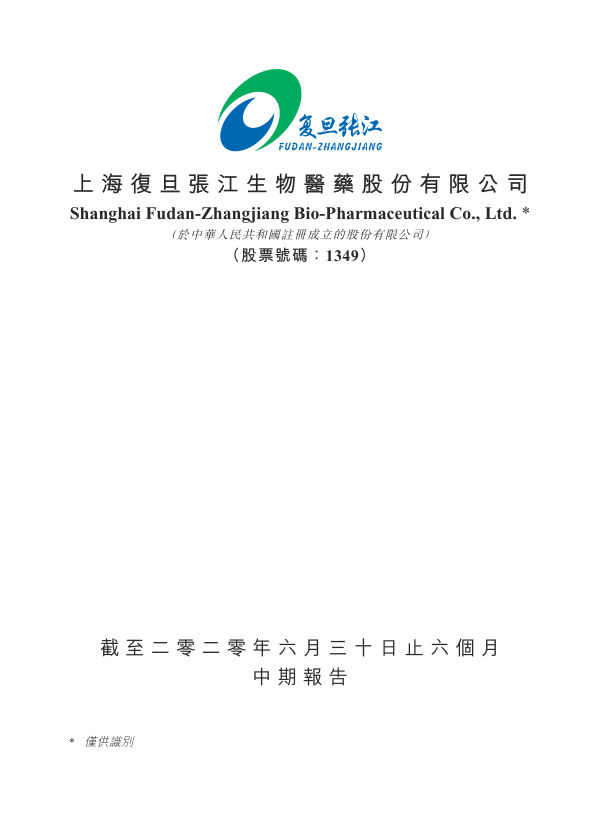 复旦张江
FUDAN-ZHANGJIANG
上海復旦張江生物醫藥股份有限公司
Shanghai Fudan-Zhangjiang Bio-Pharmaceutical Co., Ltd. *
（於中華人民共和國註冊成立的股份有限公司）
（股票號碼：1349）
截至二零二零年六月三十日止六個月
中期報告
* 僅供識別